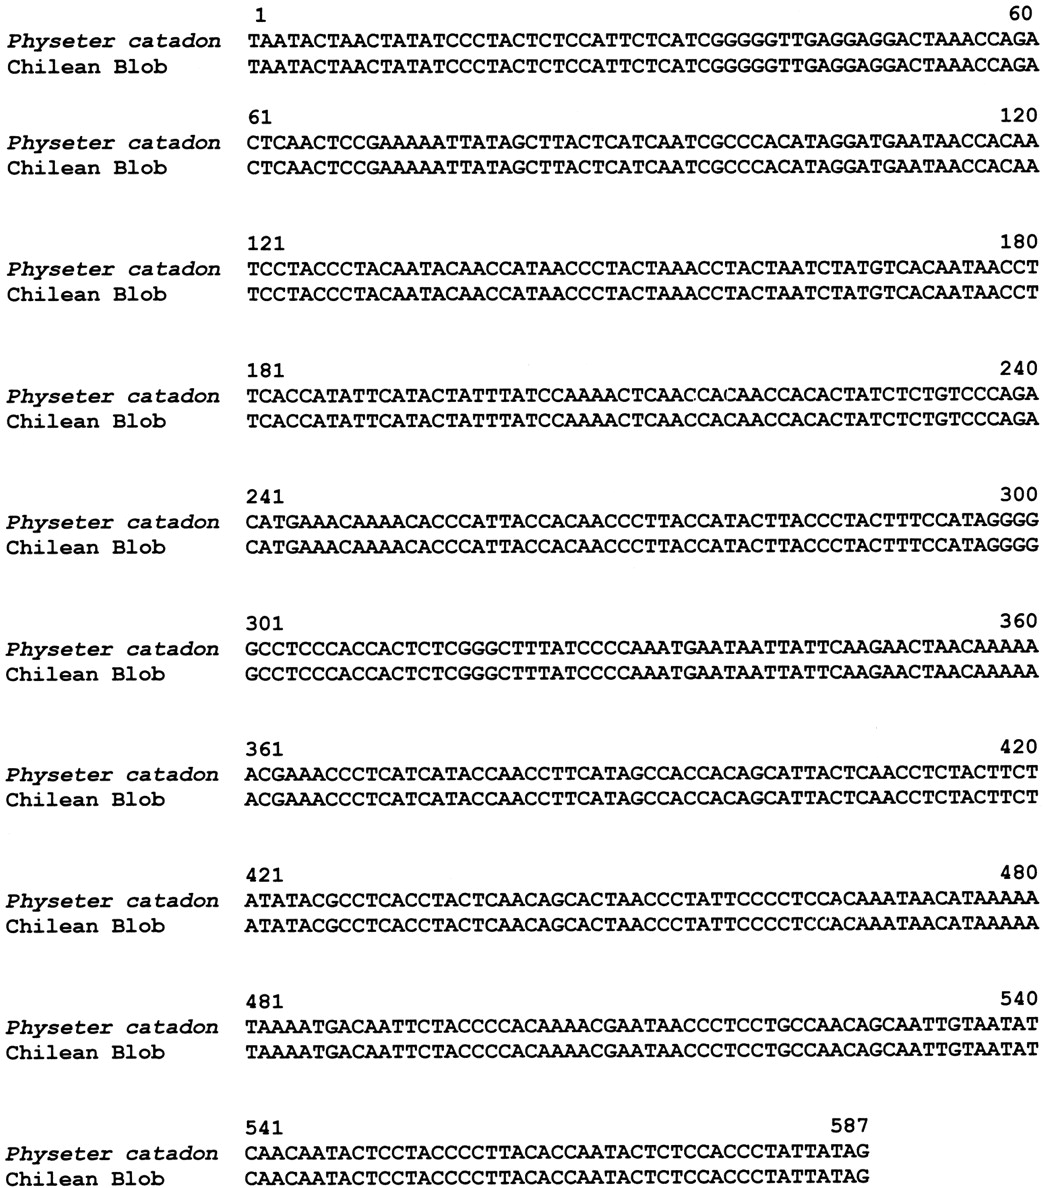 1 60
Physeter catadon TAATACTAACTATATCCCTACTCTCCATTCTCATCGGGGGTTGAGGAGGACTAAACCAGA
Chilean Blob TAATACTAACTATATCCCTACTCTCCATTCTCATCGGGGGTTGAGGAGGACTAAACCAGA
61 120
Physeter catadon CTCAACTCCGAAAAATTATAGCTTACTCATCAATCGCCCACATAGGATGAATAACCACAA
Chilean Blob CTCAACTCCGAAAAATTATAGCTTACTCATCAATCGCCCACATAGGATGAATAACCACAA
121 180
Physeter catadon TCCTACCCTACAATACAACCATAACCCTACTAAACCTACTAATCTATGTCACAATAACCT
Chilean Blob TCCTACCCTACAATACAACCATAACCCTACTAAACCTACTAATCTATGTCACAATAACCT
181 240
Physeter catadon TCACCATATTCATACTATTTATCCAAAACTCAACCACAACCACACTATCTCTGTCCCAGA
Chilean Blob TCACCATATTCATACTATTTATCCAAAACTCAACCACAACCACACTATCTCTGTCCCAGA
241 300
Physeter catadon CATGAAACAAAACACCCATTACCACAACCCTTACCATACTTACCCTACTTTCCATAGGGG
Chilean Blob CATGAAACAAAACACCCATTACCACAACCCTTACCATACTTACCCTACTTTCCATAGGGG
301 360
Physeter catadon GCCTCCCACCACTCTCGGGCTTTATCCCCAAATGAATAATTATTCAAGAACTAACAAAAA
Chilean Blob GCCTCCCACCACTCTCGGGCTTTATCCCCAAATGAATAATTATTCAAGAACTAACAAAAA
361 420
Physeter catadon ACGAAACCCTCATCATACCAACCTTCATAGCCACCACAGCATTACTCAACCTCTACTTCT
Chilean Blob ACGAAACCCTCATCATACCAACCTTCATAGCCACCACAGCATTACTCAACCTCTACTTCT
421 480
Physeter catadon ATATACGCCTCACCTACTCAACAGCACTAACCCTATTCCCCTCCACAAATAACATAAAAA
Chilean Blob ATATACGCCTCACCTACTCAACAGCACTAACCCTATTCCCCTCCACAAATAACATAAAAA
481 540
Physeter catadon TAAAATGACAATTCTACCCCACAAAACGAATAACCCTCCTGCCAACAGCAATTGTAATAT
Chilean Blob TAAAATGACAATTCTACCCCACAAAACGAATAACCCTCCTGCCAACAGCAATTGTAATAT
541 587
Physeter catadon CAACAATACTCCTACCCCTTACACCAATACTCTCCACCCTATTATAG
Chilean Blob CAACAATACTCCTACCCCTTACACCAATACTCTCCACCCTATTATAG